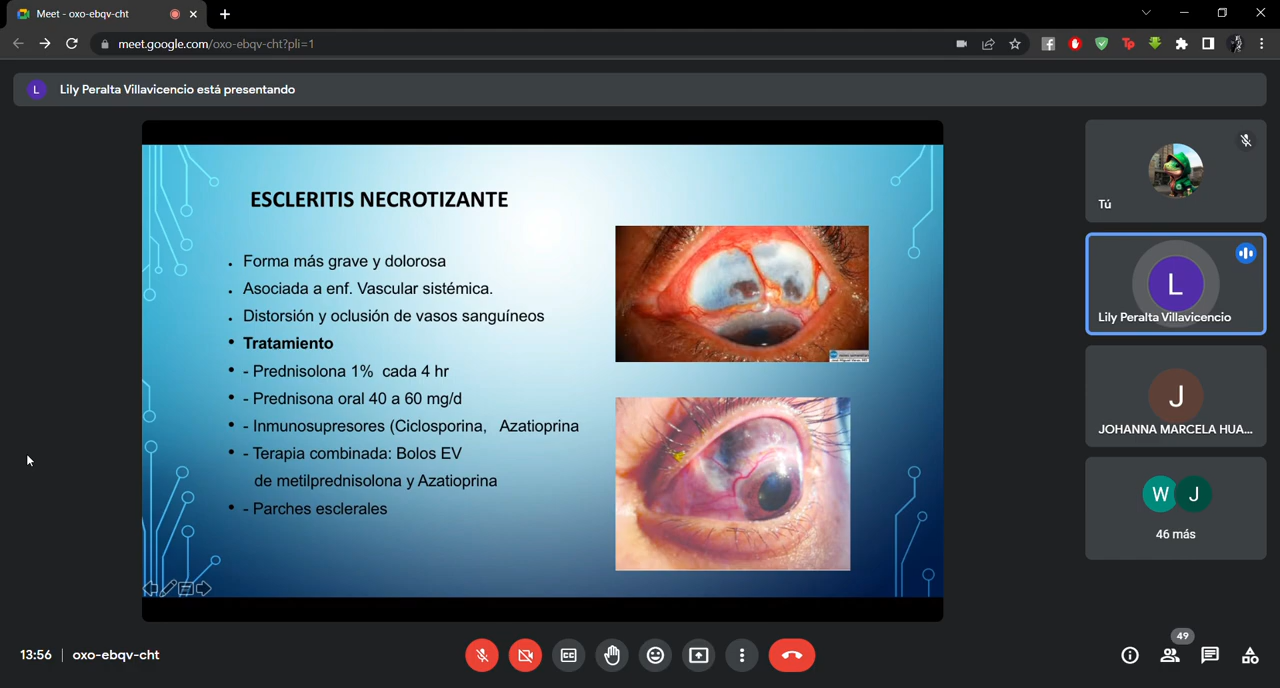 Meet - oxo-ebqv-cht
meet.google.com/oxo-ebqv-cht?pli=1
L
Lily Peralta Villavicencio está presentando
ESCLERITIS NECROTIZANTE
. Forma más grave y dolorosa
. Asociada a enf. Vascular sistémica.
. Distorsión y oclusión de vasos sanguíneos
• Tratamiento
• - Prednisolona 1% cada 4 hr
• - Prednisona oral 40 a 60 mg/d
• - Inmunosupresores (Ciclosporina, Azatioprina
• - Terapia combinada: Bolos EV
de metilprednisolona y Azatioprina
• - Parches esclerales
Tú
L
Lily Peralta Villavicencio
J
JOHANNA MARCELA HUA...
W J
46 más
13:56 | oxo-ebqv-cht
49